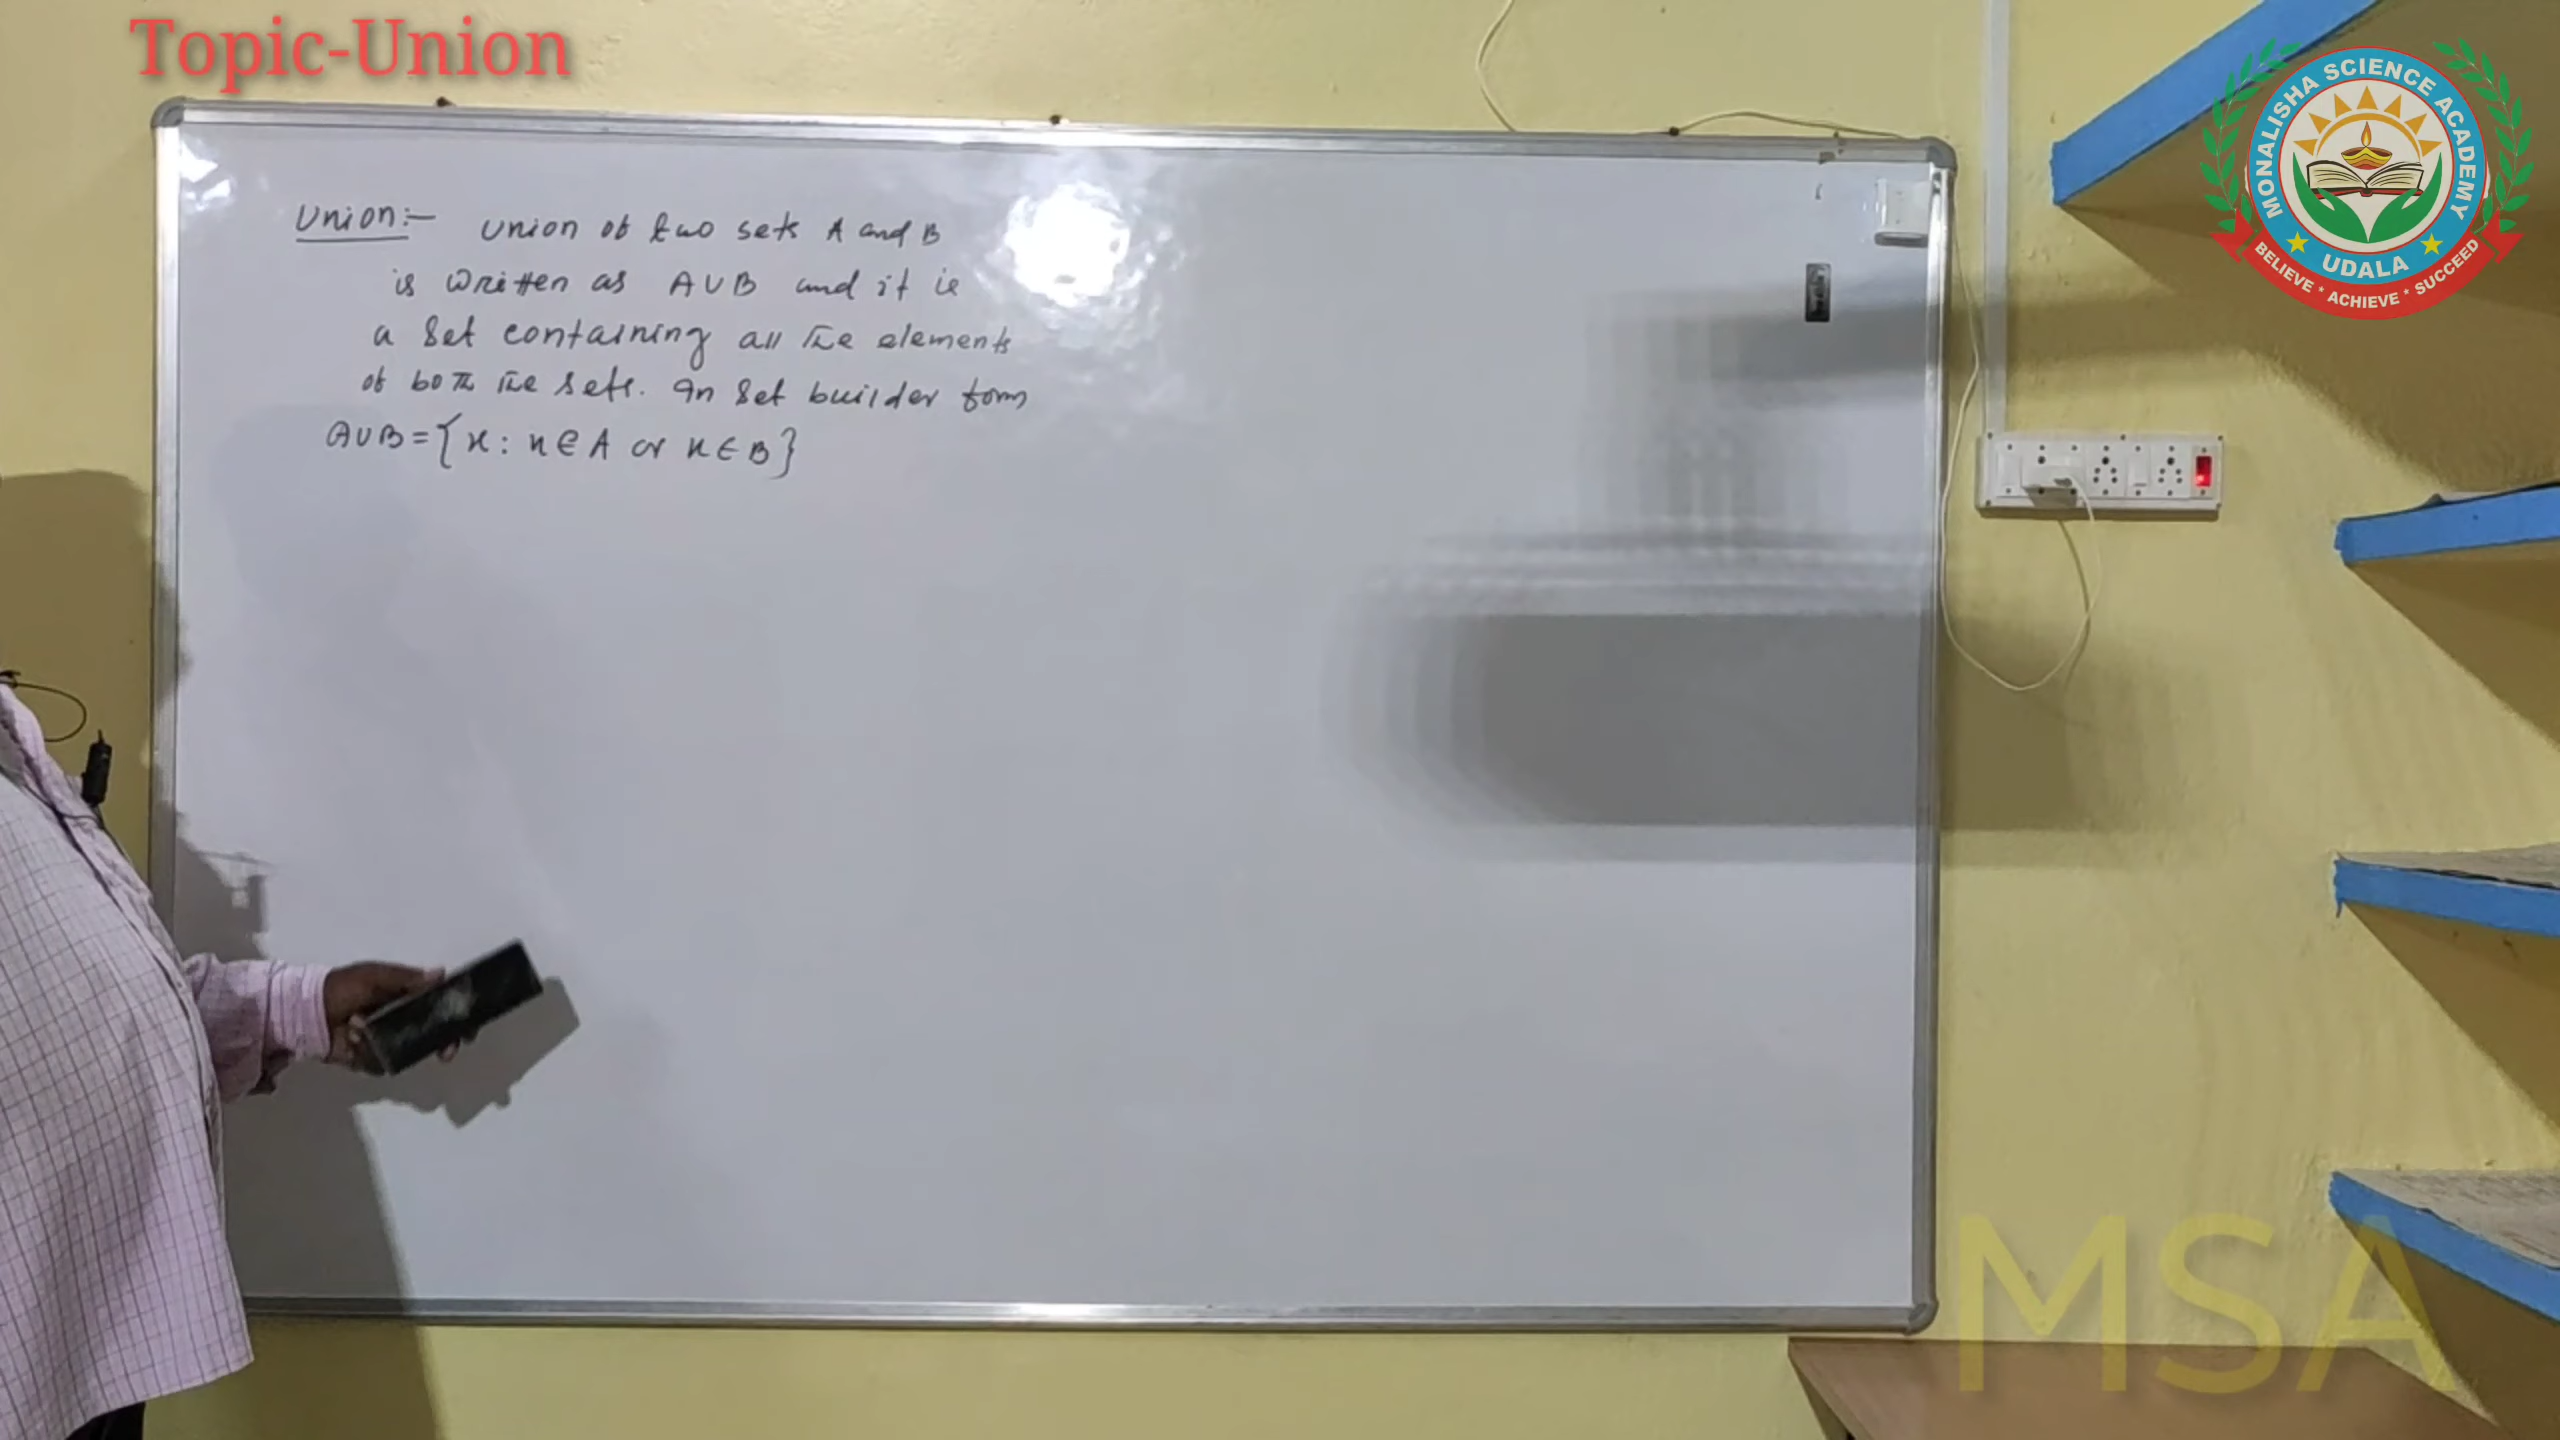 Topic-Union
Union:- Union of two sets A and B
is written as A∪B and it is
a set containing all the elements
of both the sets. In set builder form
A∪B = {x : x ∈ A or x ∈ B}
MONALISHA SCIENCE ACADEMY
UDALA
BELIEVE * ACHIEVE * SUCCEED
MSA